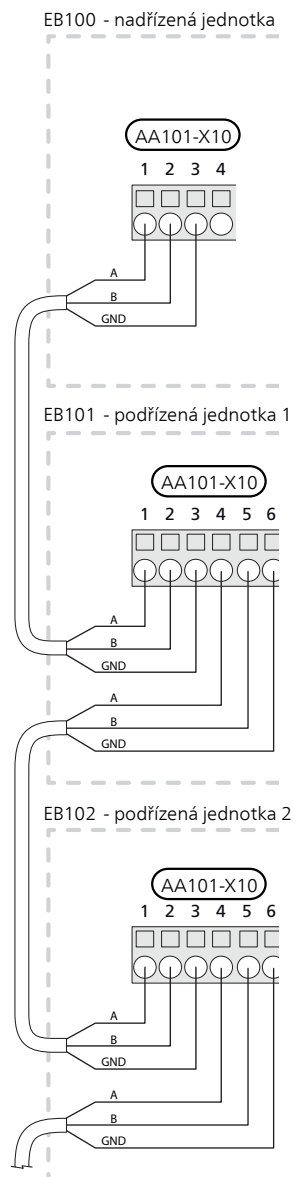 EB100 - nadřízená jednotka
AA101-X10
1 2 3 4
A
B
GND
EB101 - podřízená jednotka 1
AA101-X10
1 2 3 4 5 6
A
B
GND
A
B
GND
EB102 - podřízená jednotka 2
AA101-X10
1 2 3 4 5 6
A
B
GND
A
B
GND